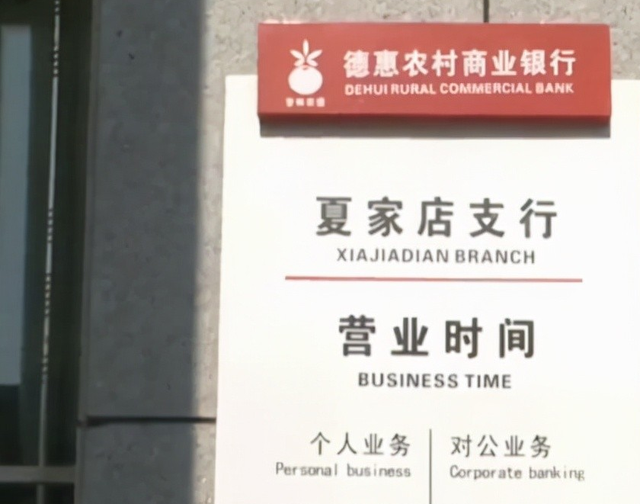 德惠农村商业银行
DEHUI RURAL COMMERCIAL BANK
夏家店支行
XIAJIADIAN BRANCH
营业时间
BUSINESS TIME
个人业务
Personal business
对公业务
Corporate banking